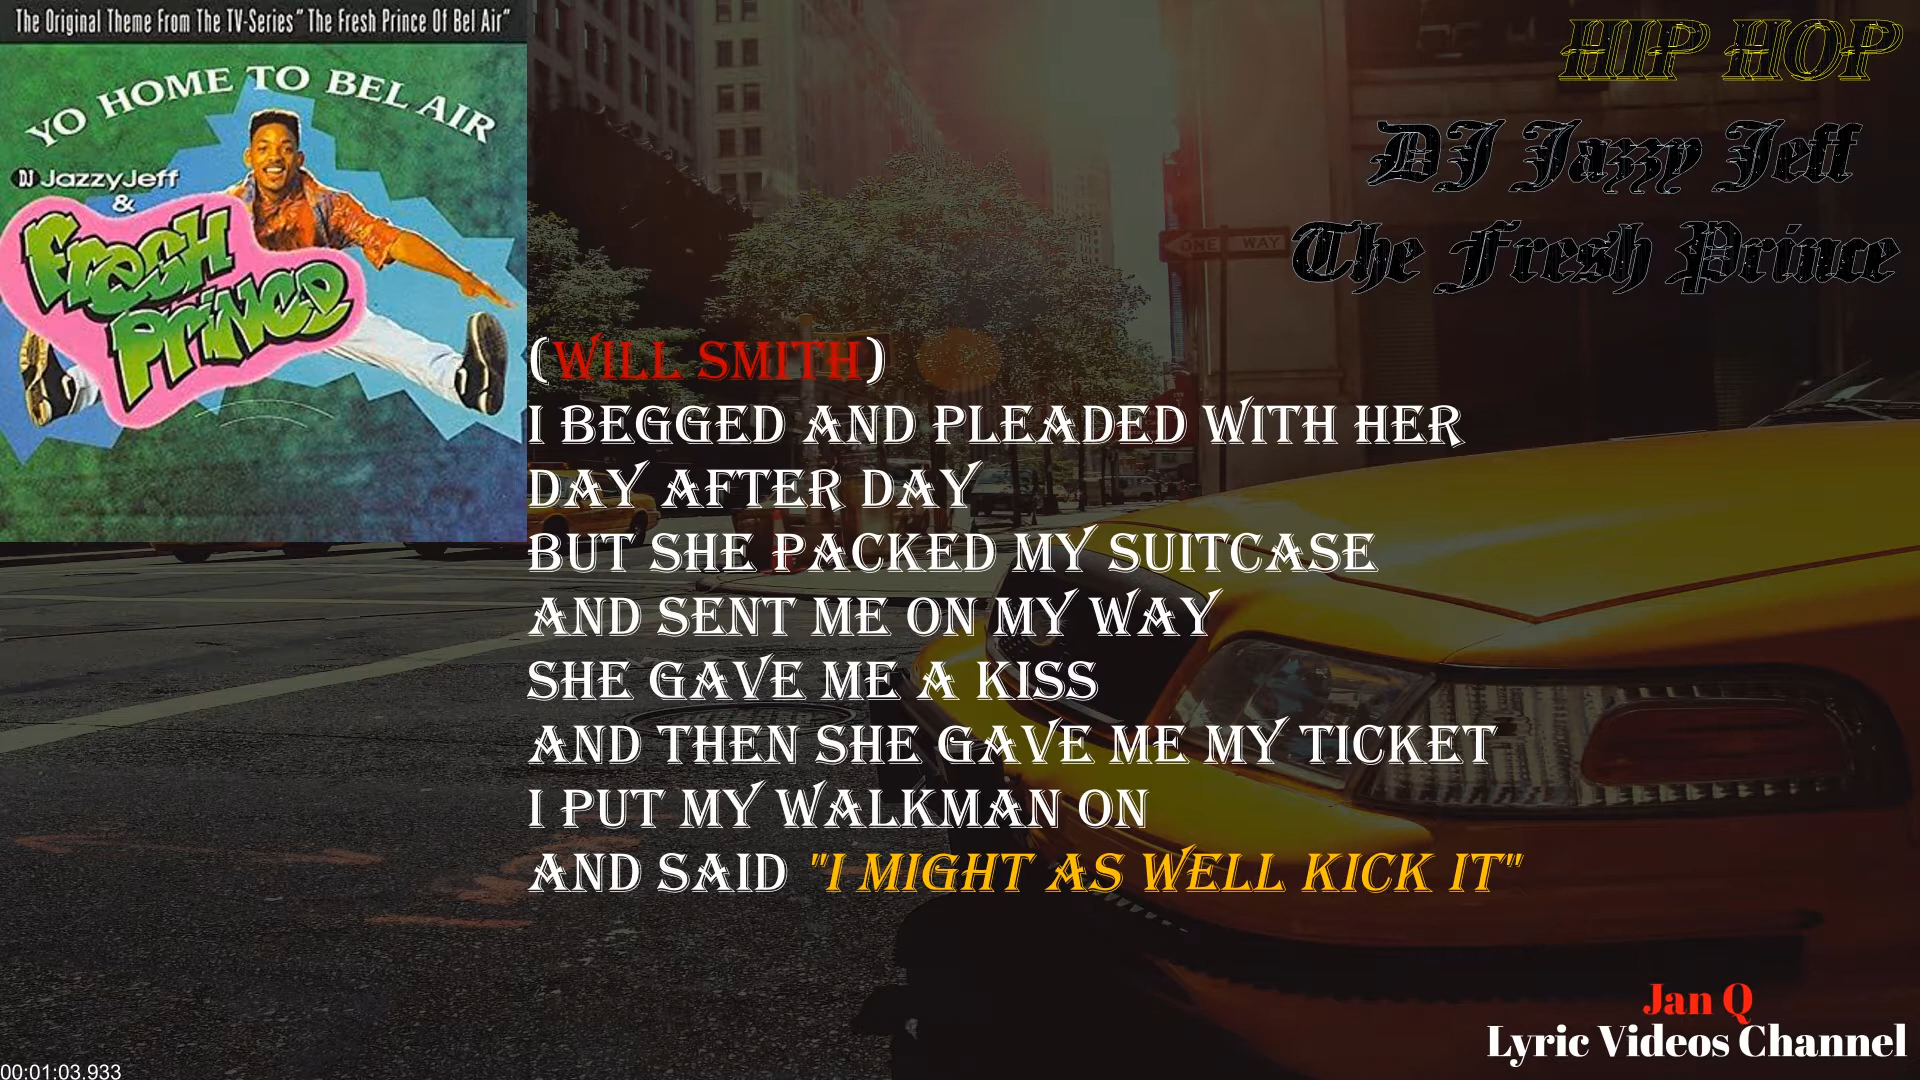 The Original Theme From The TV-Series" The Fresh Prince Of Bel Air"
YO HOME TO BEL AIR
DJ JazzyJeff
&
FRESH
PRINCE
HIP HOP
DJ Jazzy Jeff
The Fresh Prince
ONE WAY
(WILL SMITH)
I BEGGED AND PLEADED WITH HER
DAY AFTER DAY
BUT SHE PACKED MY SUITCASE
AND SENT ME ON MY WAY
SHE GAVE ME A KISS
AND THEN SHE GAVE ME MY TICKET
I PUT MY WALKMAN ON
AND SAID "I MIGHT AS WELL KICK IT"
Jan Q
Lyric Videos Channel
00:01:03.933